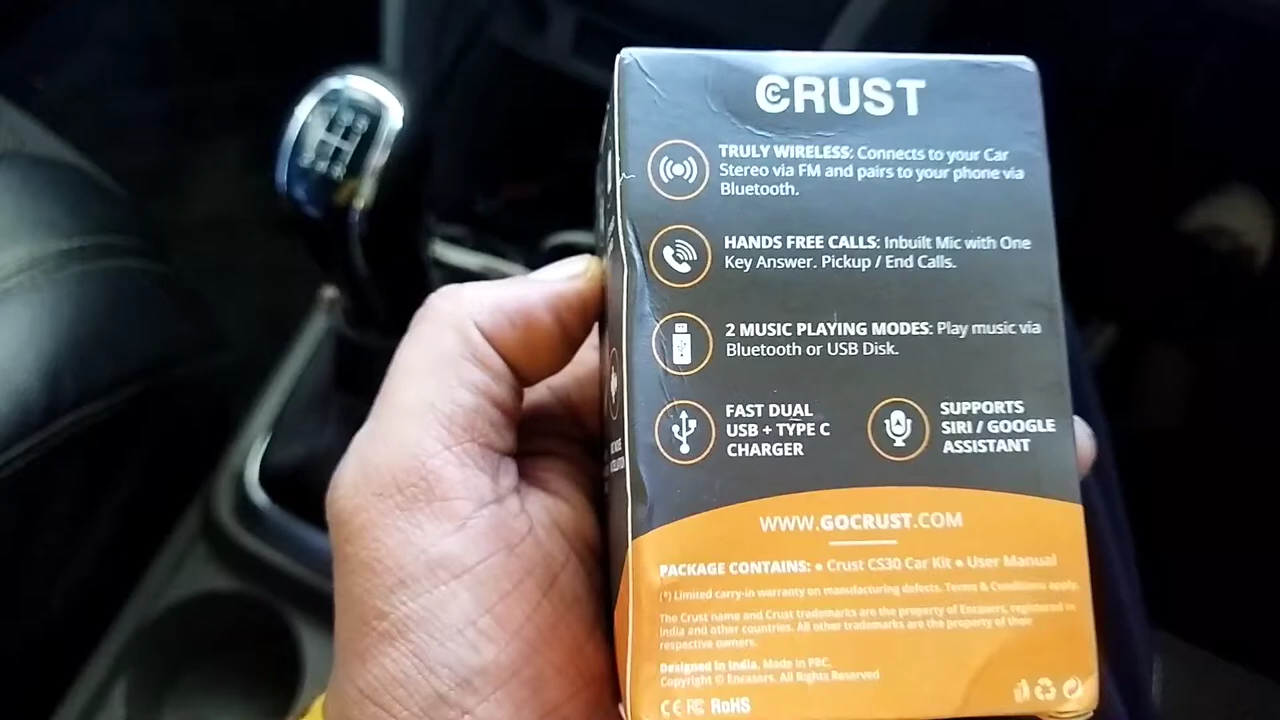 CRUST
TRULY WIRELESS: Connects to your Car
Stereo via FM and pairs to your phone via
Bluetooth.
HANDS FREE CALLS: Inbuilt Mic with One
Key Answer. Pickup / End Calls.
2 MUSIC PLAYING MODES: Play music via
Bluetooth or USB Disk.
FAST DUAL
USB + TYPE C
CHARGER
SUPPORTS
SIRI / GOOGLE
ASSISTANT
WWW.GOCRUST.COM
PACKAGE CONTAINS: • Crust CS30 Car Kit • User Manual
(*) Limited carry-in warranty on manufacturing defects. Terms & Conditions apply.
The Crust name and Crust trademarks are the property of Encasers, registered in
India and other countries. All other trademarks are the property of their
respective owners.
Designed in India. Made in PRC.
Copyright © Encasers. All Rights Reserved
CE FC RoHS